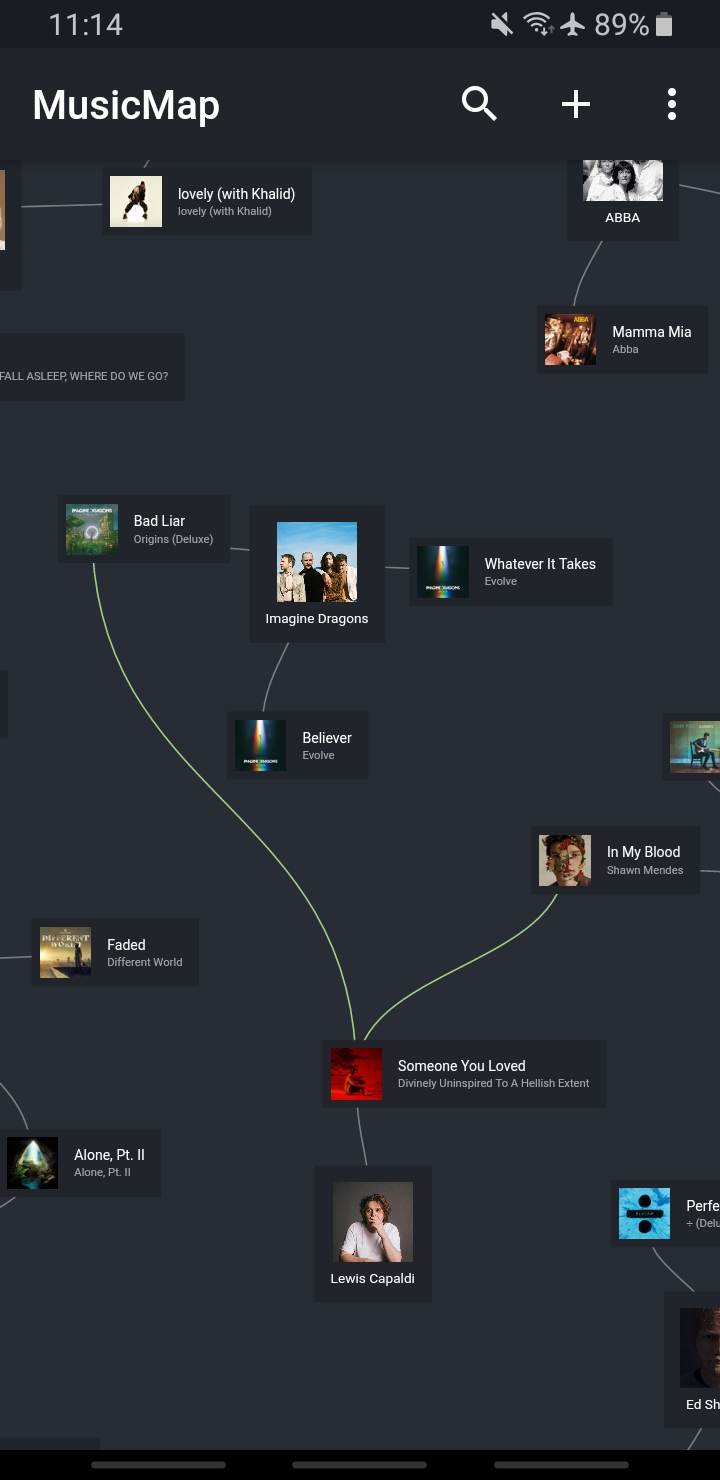 11:14
89%
MusicMap
lovely (with Khalid)
lovely (with Khalid)
ABBA
Mamma Mia
Abba
FALL ASLEEP, WHERE DO WE GO?
Bad Liar
Origins (Deluxe)
Imagine Dragons
Whatever It Takes
Evolve
Believer
Evolve
In My Blood
Shawn Mendes
Faded
Different World
Someone You Loved
Divinely Uninspired To A Hellish Extent
Alone, Pt. II
Alone, Pt. II
Perfe
÷ (Delu
Lewis Capaldi
Ed Sh